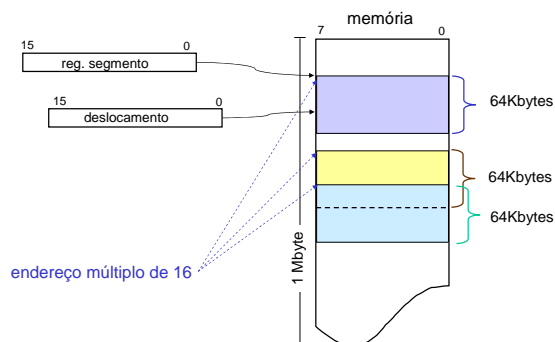 memória
15 0
7 0
reg. segmento
15 0
deslocamento
64Kbytes
64Kbytes
64Kbytes
endereço múltiplo de 16
1 Mbyte